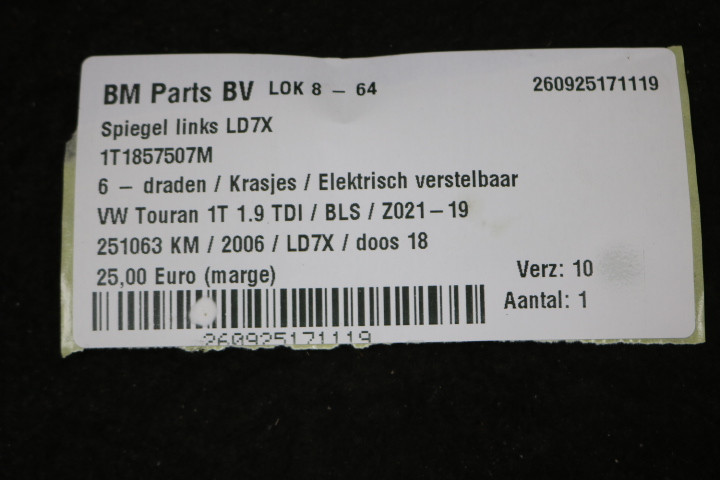 BM Parts BV LOK 8 – 64 260925171119
Spiegel links LD7X
1T1857507M
6 – draden / Krasjes / Elektrisch verstelbaar
VW Touran 1T 1.9 TDI / BLS / Z021–19
251063 KM / 2006 / LD7X / doos 18
25,00 Euro (marge) Verz: 10
Aantal: 1
260925171119